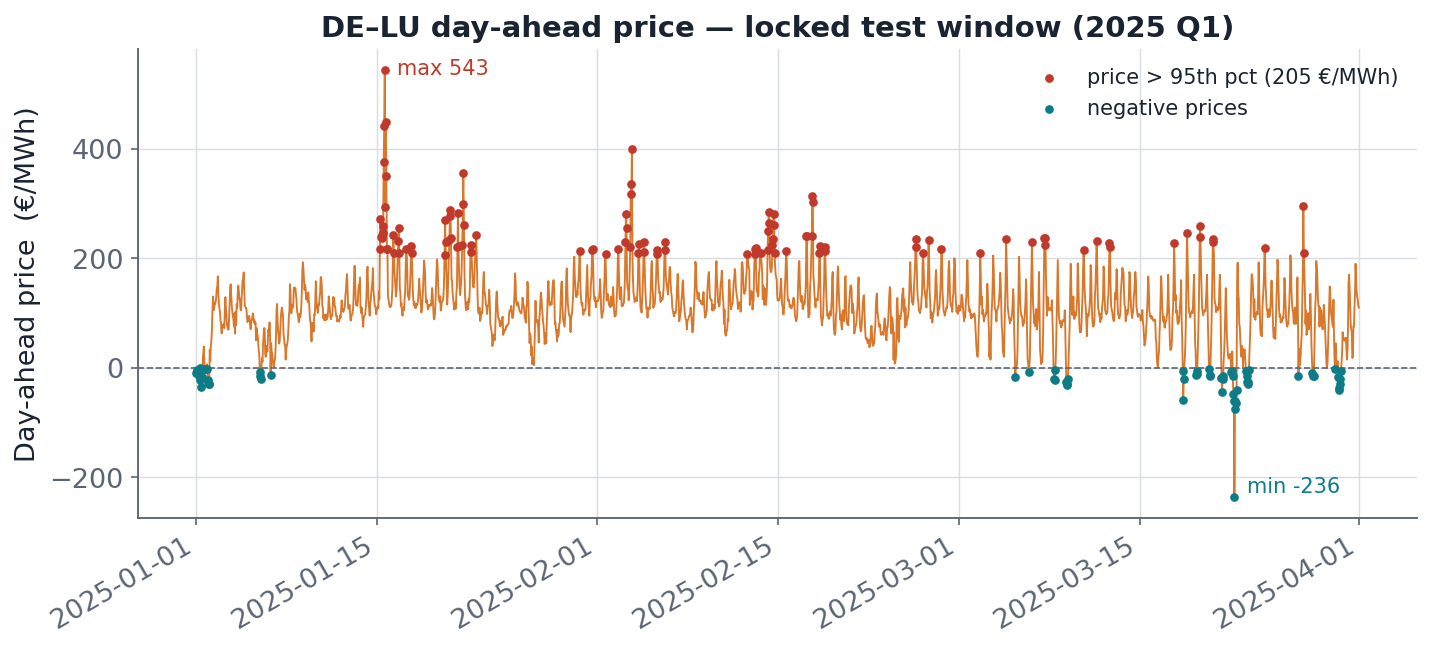 DE–LU day-ahead price — locked test window (2025 Q1)
max 543
price > 95th pct (205 €/MWh)
negative prices
Day-ahead price (€/MWh)
400
200
0
−200
min -236
2025-01-01
2025-01-15
2025-02-01
2025-02-15
2025-03-01
2025-03-15
2025-04-01